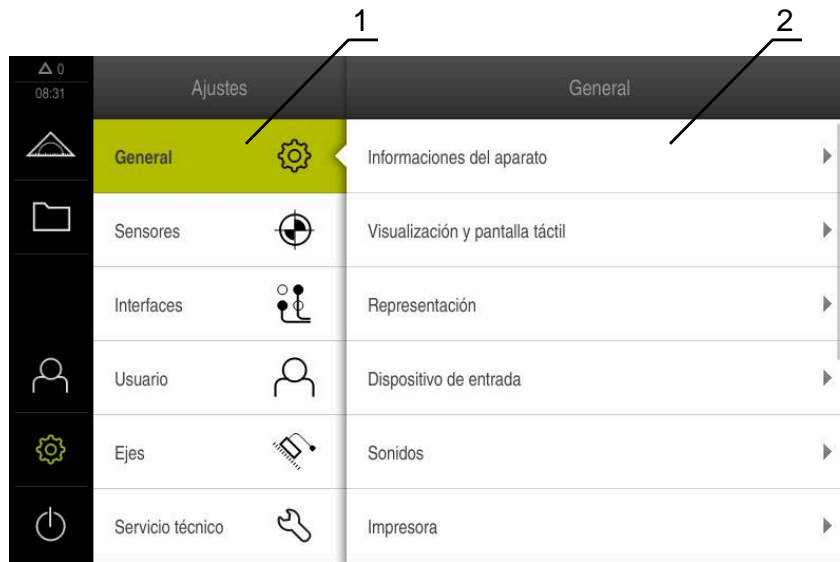 1
2
0
08:31
Ajustes
General
General
Sensores
Interfaces
Usuario
Ejes
Servicio técnico
Informaciones del aparato
Visualización y pantalla táctil
Representación
Dispositivo de entrada
Sonidos
Impresora